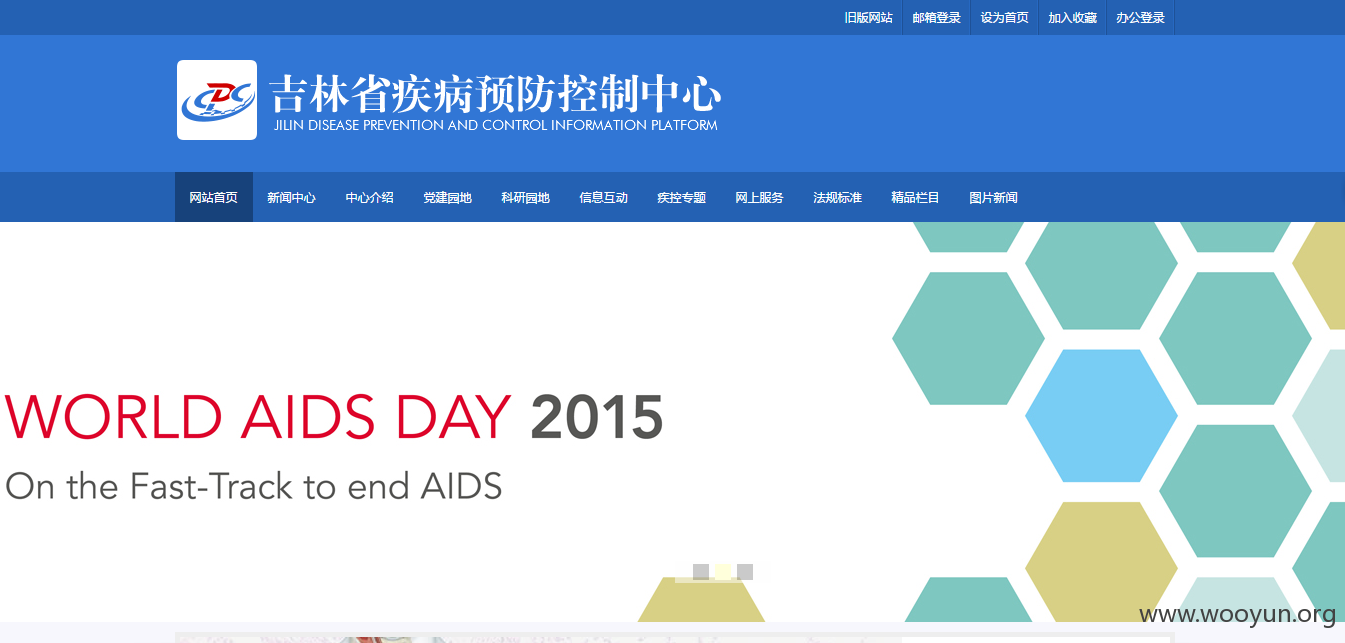 旧版网站 邮箱登录 设为首页 加入收藏 办公登录
CDC
吉林省疾病预防控制中心
JILIN DISEASE PREVENTION AND CONTROL INFORMATION PLATFORM
网站首页 新闻中心 中心介绍 党建园地 科研园地 信息互动 疾控专题 网上服务 法规标准 精品栏目 图片新闻
WORLD AIDS DAY 2015
On the Fast-Track to end AIDS
www.wooyun.org